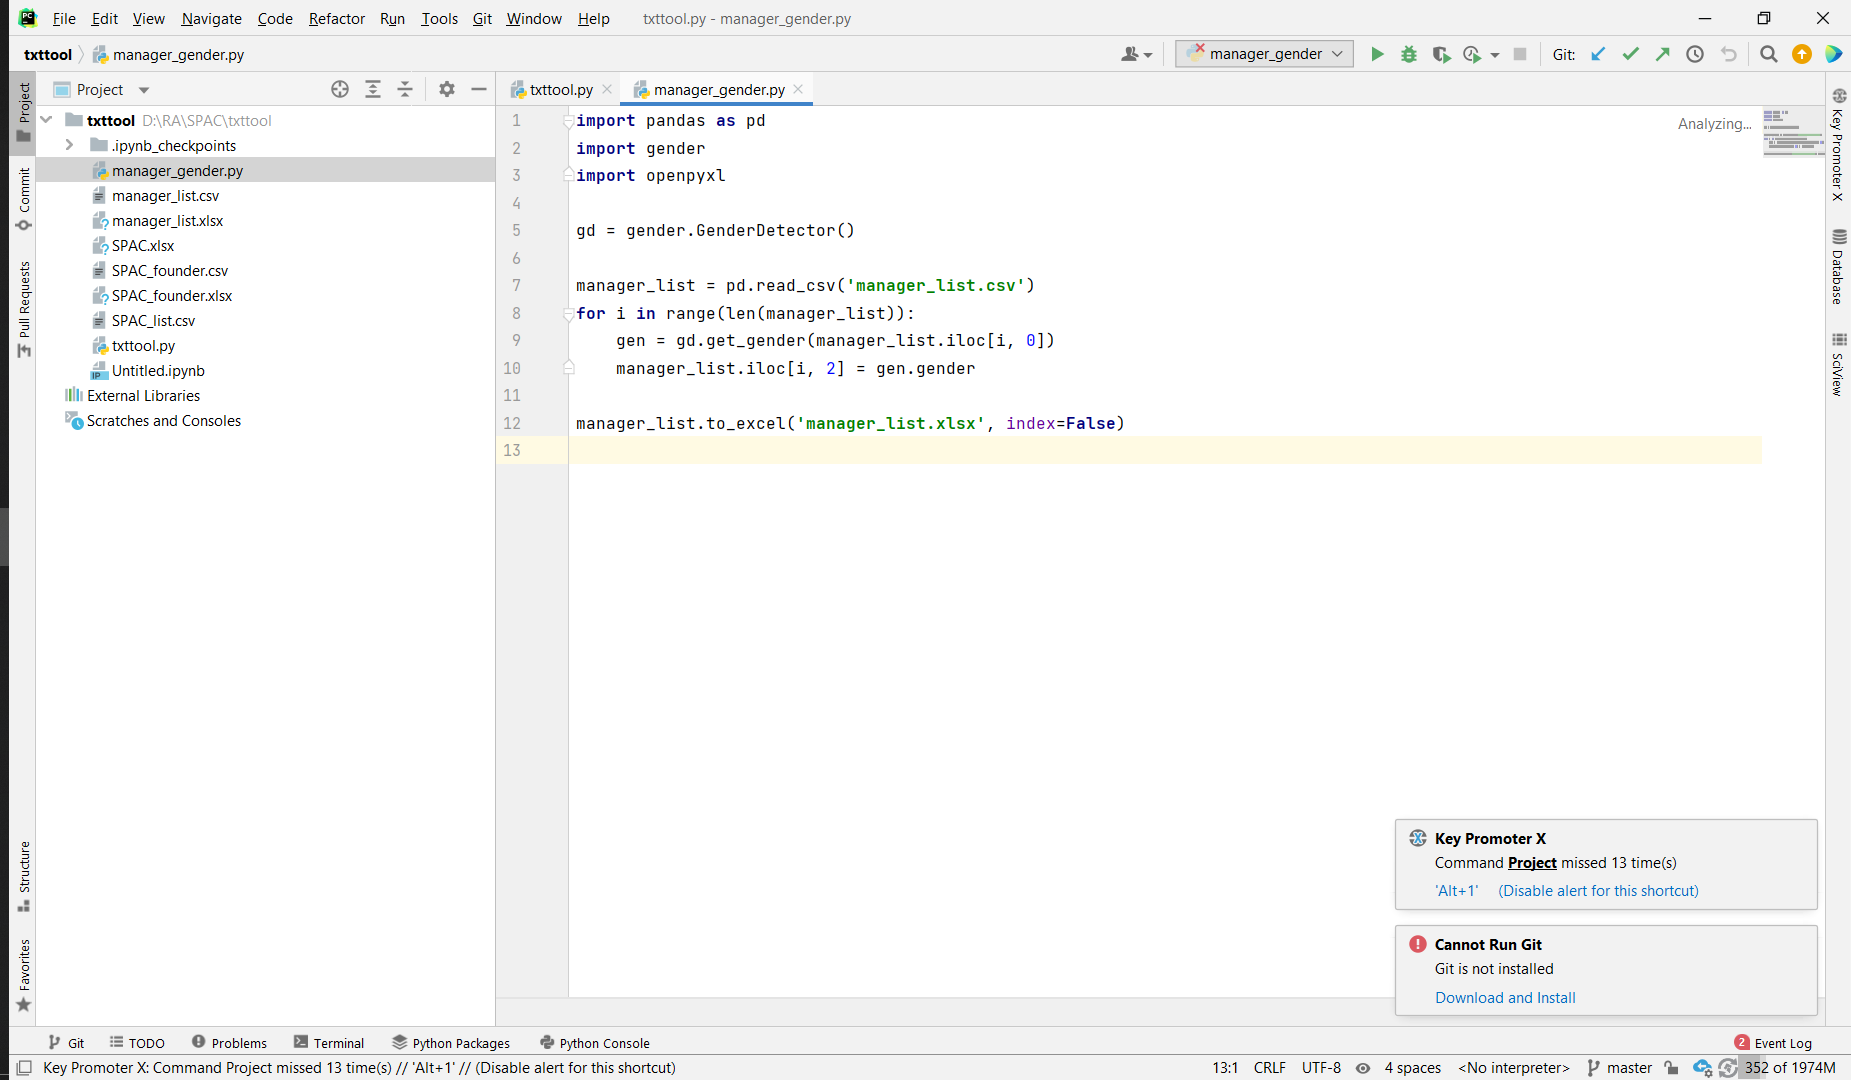 File Edit View Navigate Code Refactor Run Tools Git Window Help txttool.py - manager_gender.py
txttool manager_gender.py manager_gender Git:
Project txttool.py manager_gender.py
txttool D:\RA\SPAC\txttool
.ipynb_checkpoints
manager_gender.py
manager_list.csv
manager_list.xlsx
SPAC.xlsx
SPAC_founder.csv
SPAC_founder.xlsx
SPAC_list.csv
txttool.py
Untitled.ipynb
External Libraries
Scratches and Consoles
Project
Commit
Pull Requests
Structure
Favorites
1 import pandas as pd
2 import gender
3 import openpyxl
4
5 gd = gender.GenderDetector()
6
7 manager_list = pd.read_csv('manager_list.csv')
8 for i in range(len(manager_list)):
9 gen = gd.get_gender(manager_list.iloc[i, 0])
10 manager_list.iloc[i, 2] = gen.gender
11
12 manager_list.to_excel('manager_list.xlsx', index=False)
13
Analyzing...
Key Promoter X
Database
SciView
Key Promoter X
Command Project missed 13 time(s)
'Alt+1' (Disable alert for this shortcut)
Cannot Run Git
Git is not installed
Download and Install
Git TODO Problems Terminal Python Packages Python Console 2 Event Log
Key Promoter X: Command Project missed 13 time(s) // 'Alt+1' // (Disable alert for this shortcut) 13:1 CRLF UTF-8 4 spaces <No interpreter> master 352 of 1974M